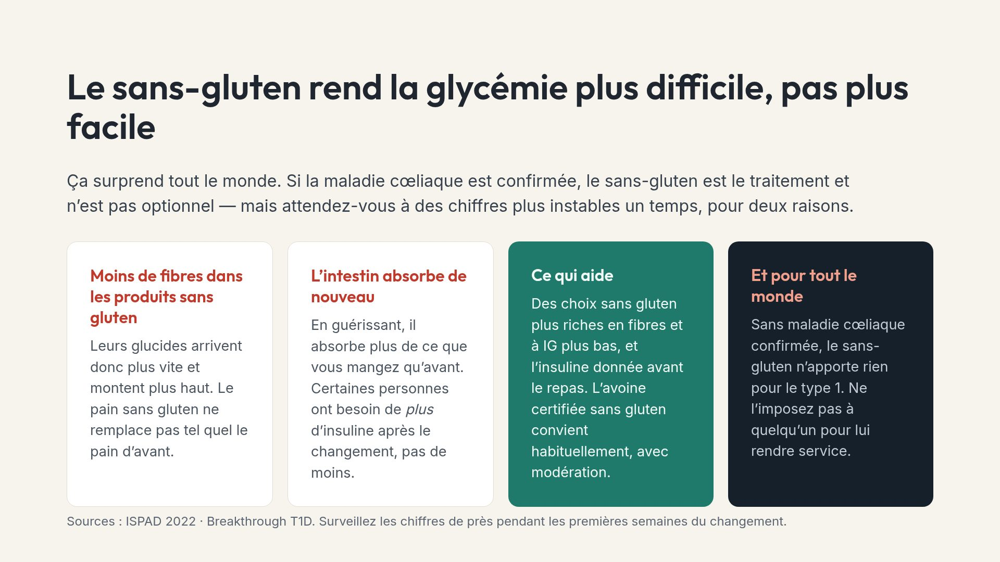 Le sans-gluten rend la glycémie plus difficile, pas plus
facile
Ça surprend tout le monde. Si la maladie cœliaque est confirmée, le sans-gluten est le traitement et
n’est pas optionnel — mais attendez-vous à des chiffres plus instables un temps, pour deux raisons.
Moins de fibres dans
les produits sans
gluten
Leurs glucides arrivent
donc plus vite et
montent plus haut. Le
pain sans gluten ne
remplace pas tel quel le
pain d’avant.
L’intestin absorbe de
nouveau
En guérissant, il
absorbe plus de ce que
vous mangez qu’avant.
Certaines personnes
ont besoin de plus
d’insuline après le
changement, pas de
moins.
Ce qui aide
Des choix sans gluten
plus riches en fibres et
à IG plus bas, et
l’insuline donnée avant
le repas. L’avoine
certifiée sans gluten
convient
habituellement, avec
modération.
Et pour tout le
monde
Sans maladie cœliaque
confirmée, le sans-
gluten n’apporte rien
pour le type 1. Ne
l’imposez pas à
quelqu’un pour lui
rendre service.
Sources : ISPAD 2022 · Breakthrough T1D. Surveillez les chiffres de près pendant les premières semaines du changement.